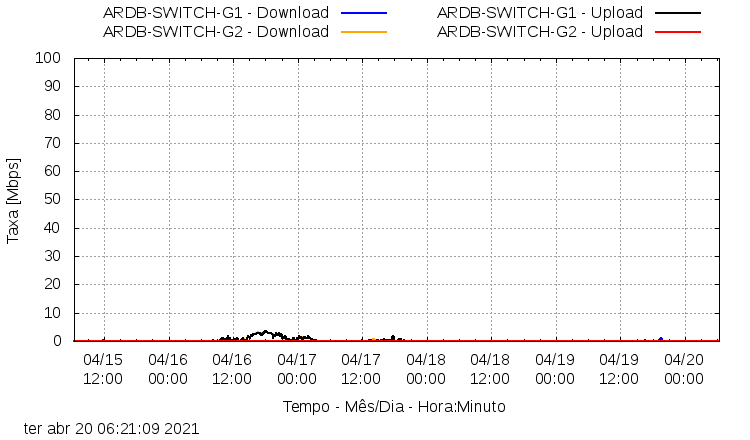 ARDB-SWITCH-G1 - Download ARDB-SWITCH-G1 - Upload
ARDB-SWITCH-G2 - Download ARDB-SWITCH-G2 - Upload
100
90
80
70
60
50
40
30
20
10
0
Taxa [Mbps]
04/15 04/16 04/16 04/17 04/17 04/18 04/18 04/19 04/19 04/20
12:00 00:00 12:00 00:00 12:00 00:00 12:00 00:00 12:00 00:00
Tempo - Mês/Dia - Hora:Minuto
ter abr 20 06:21:09 2021